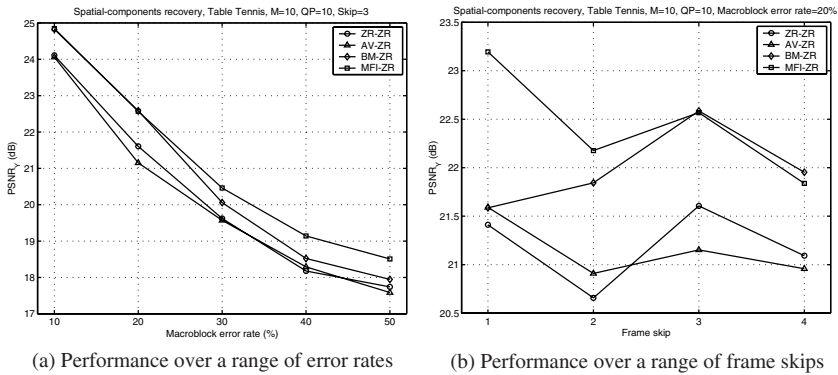 Spatial-components recovery, Table Tennis, M=10, QP=10, Skip=3
25
24
23
22
21
20
19
18
17
PSNR_Y (dB)
ZR-ZR
AV-ZR
BM-ZR
MFI-ZR
10 20 30 40 50
Macroblock error rate (%)
(a) Performance over a range of error rates
Spatial-components recovery, Table Tennis, M=10, QP=10, Macroblock error rate=20%
23.5
23
22.5
22
21.5
21
20.5
PSNR_Y (dB)
ZR-ZR
AV-ZR
BM-ZR
MFI-ZR
1 2 3 4
Frame skip
(b) Performance over a range of frame skips